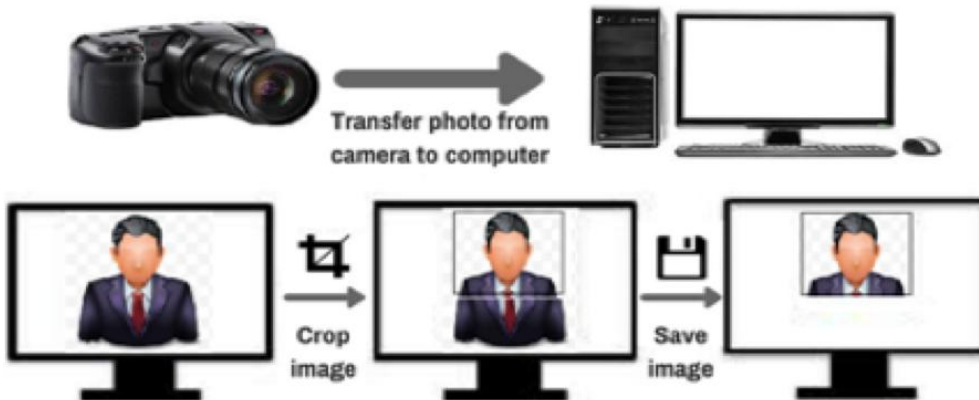 Transfer photo from
camera to computer
Crop
image
Save
image